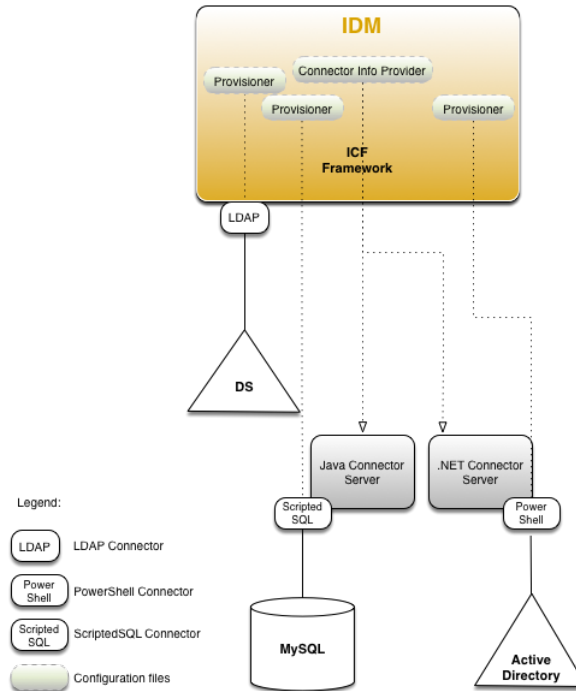 IDM
Connector Info Provider
Provisioner
Provisioner
Provisioner
ICF
Framework
LDAP
DS
Java Connector
Server
.NET Connector
Server
Scripted
SQL
Power
Shell
MySQL
Active
Directory
Legend:
LDAP
LDAP Connector
Power
Shell
PowerShell Connector
Scripted
SQL
ScriptedSQL Connector
Configuration files